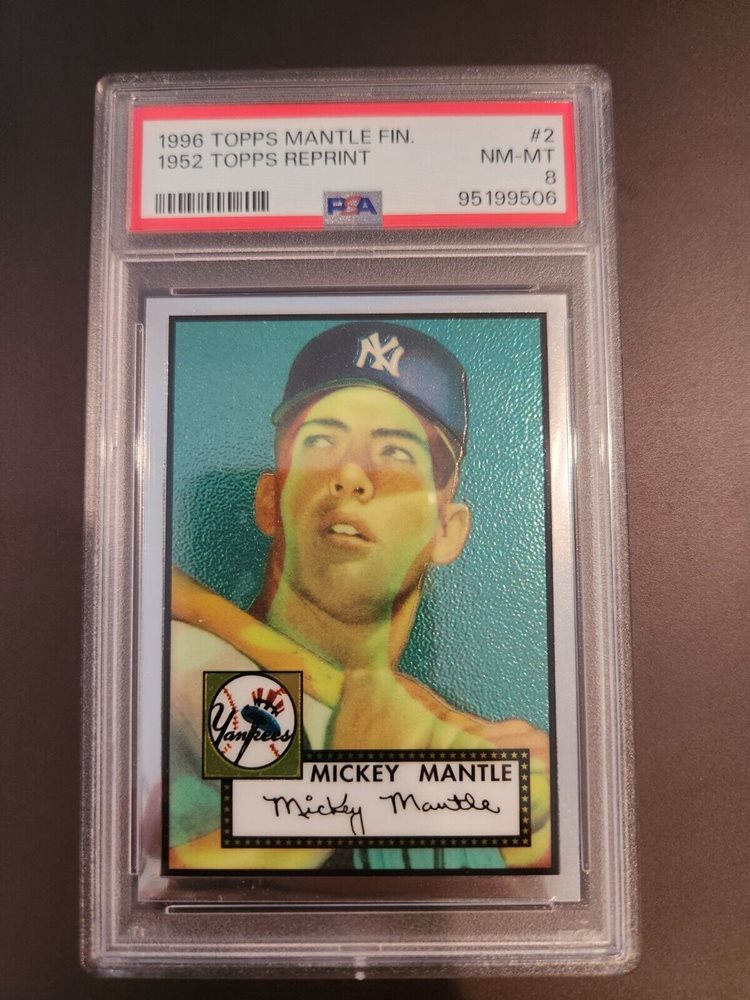 1996 TOPPS MANTLE FIN. #2
1952 TOPPS REPRINT NM-MT
8
PSA 95199506
NY
Yankees
MICKEY MANTLE
Mickey Mantle